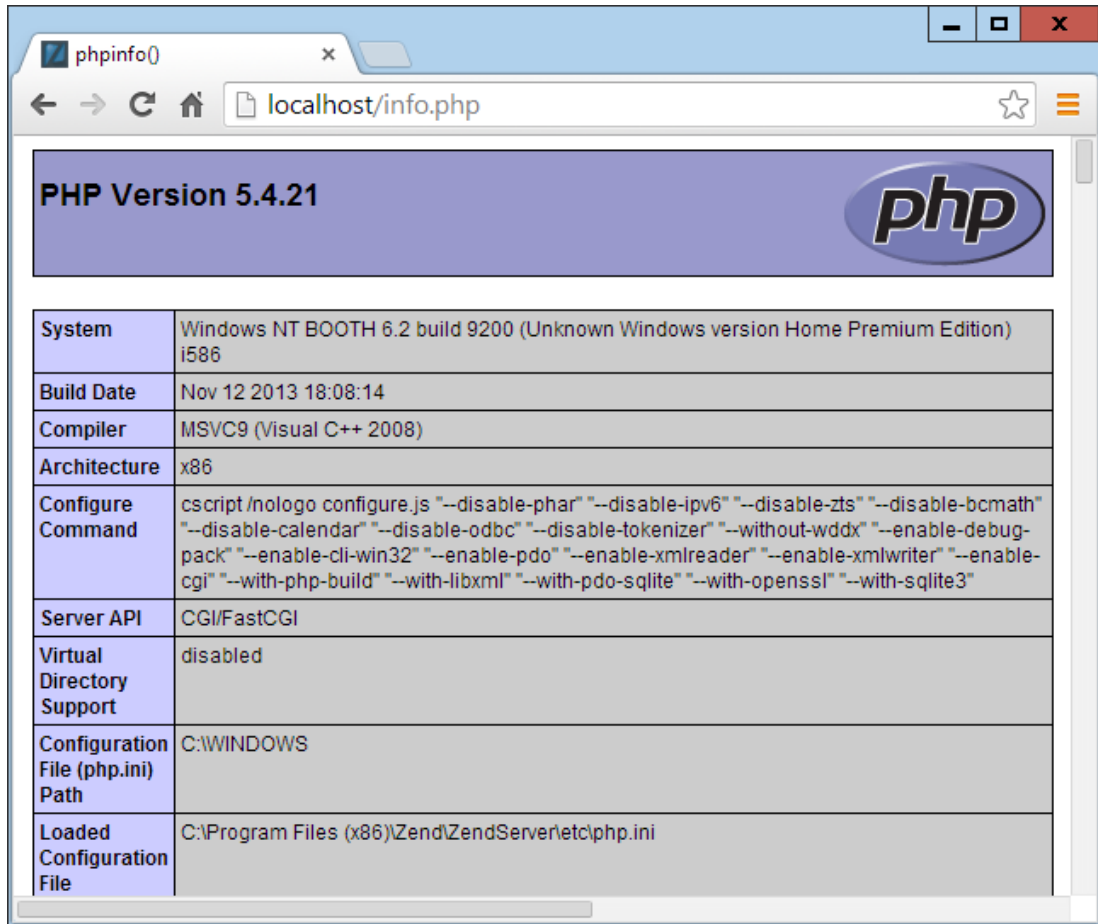 phpinfo()
localhost/info.php
PHP Version 5.4.21
php
System
Windows NT BOOTH 6.2 build 9200 (Unknown Windows version Home Premium Edition)
i586
Build Date
Nov 12 2013 18:08:14
Compiler
MSVC9 (Visual C++ 2008)
Architecture
x86
Configure
Command
cscript /nologo configure.js "--disable-phar" "--disable-ipv6" "--disable-zts" "--disable-bcmath"
"--disable-calendar" "--disable-odbc" "--disable-tokenizer" "--without-wddx" "--enable-debug-
pack" "--enable-cli-win32" "--enable-pdo" "--enable-xmlreader" "--enable-xmlwriter" "--enable-
cgi" "--with-php-build" "--with-libxml" "--with-pdo-sqlite" "--with-openssl" "--with-sqlite3"
Server API
CGI/FastCGI
Virtual
Directory
Support
disabled
Configuration
File (php.ini)
Path
C:\WINDOWS
Loaded
Configuration
File
C:\Program Files (x86)\Zend\ZendServer\etc\php.ini